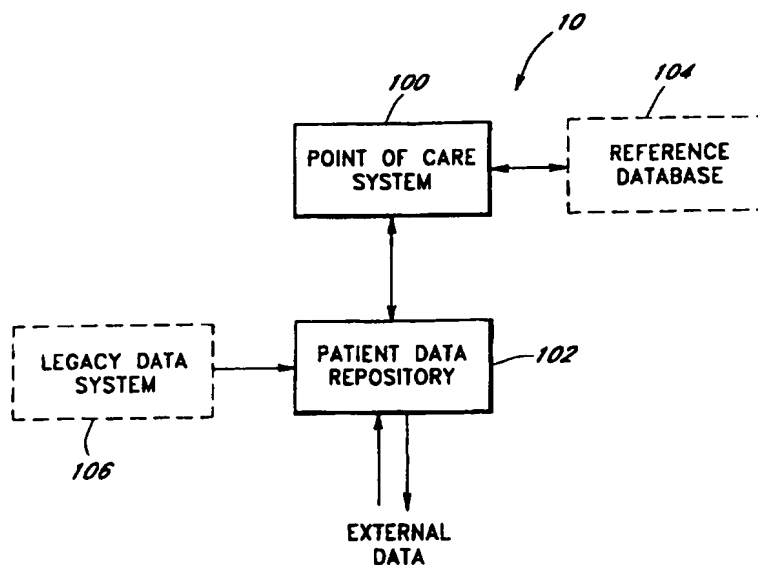 10
100
104
POINT OF CARE
SYSTEM
REFERENCE
DATABASE
LEGACY DATA
SYSTEM
PATIENT DATA
REPOSITORY
102
106
EXTERNAL
DATA